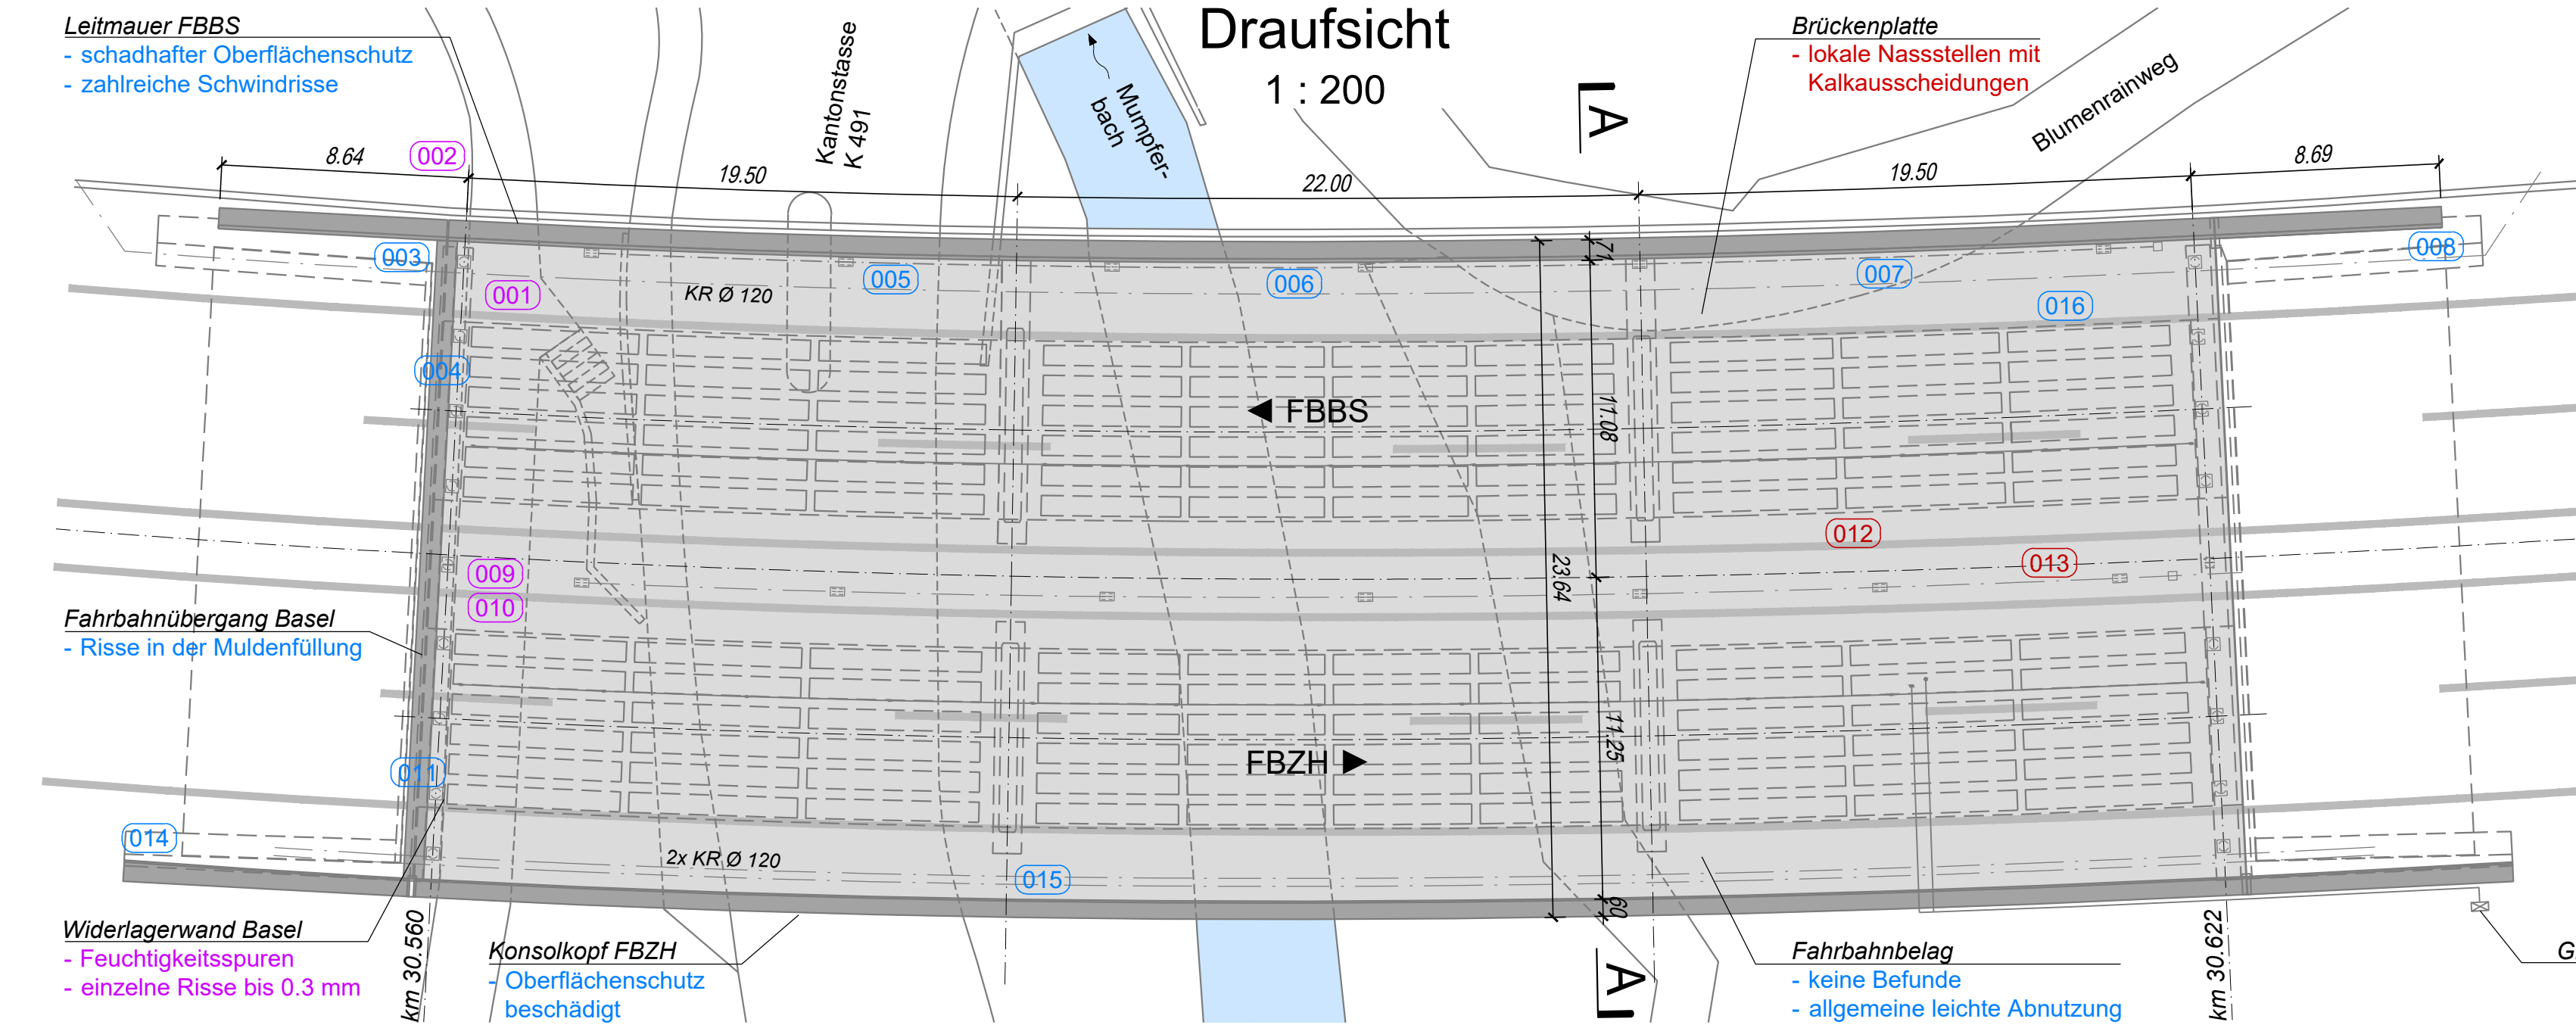 Draufsicht
1 : 200
Leitmauer FBBS
- schadhafter Oberflächenschutz
- zahlreiche Schwindrisse
Kantonstasse
K 491
Mumpfer-
bach
A
Brückenplatte
- lokale Nassstellen mit
Kalkausscheidungen
Blumenrainweg
8.64
002
19.50
22.00
19.50
8.69
003
001
KR Ø 120
005
006
71
007
016
008
004
FBBS
11.08
012
013
23.64
009
010
Fahrbahnübergang Basel
- Risse in der Muldenfüllung
FBZH
11.25
011
014
2x KR Ø 120
015
60
Widerlagerwand Basel
- Feuchtigkeitsspuren
- einzelne Risse bis 0.3 mm
km 30.560
Konsolkopf FBZH
- Oberflächenschutz
beschädigt
A
Fahrbahnbelag
- keine Befunde
- allgemeine leichte Abnutzung
km 30.622
G